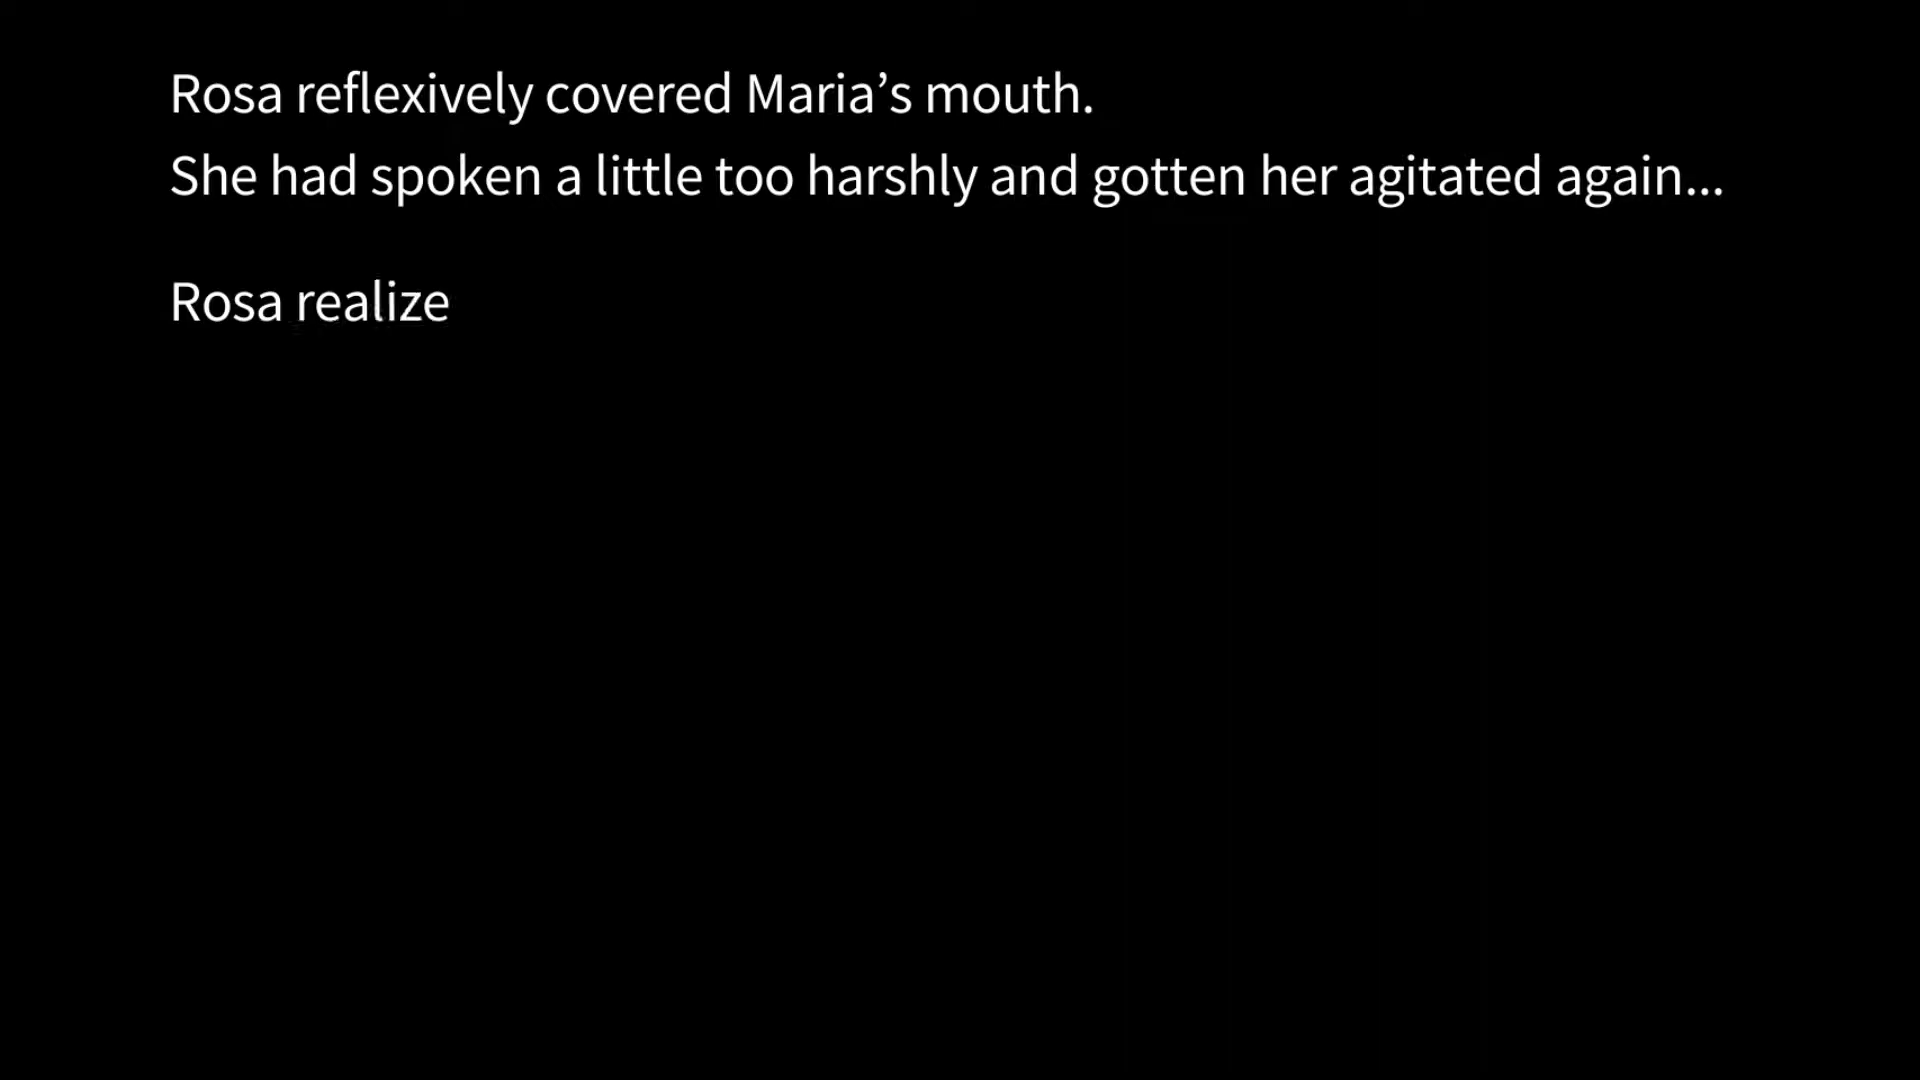 Rosa reflexively covered Maria’s mouth.
She had spoken a little too harshly and gotten her agitated again...
Rosa realize